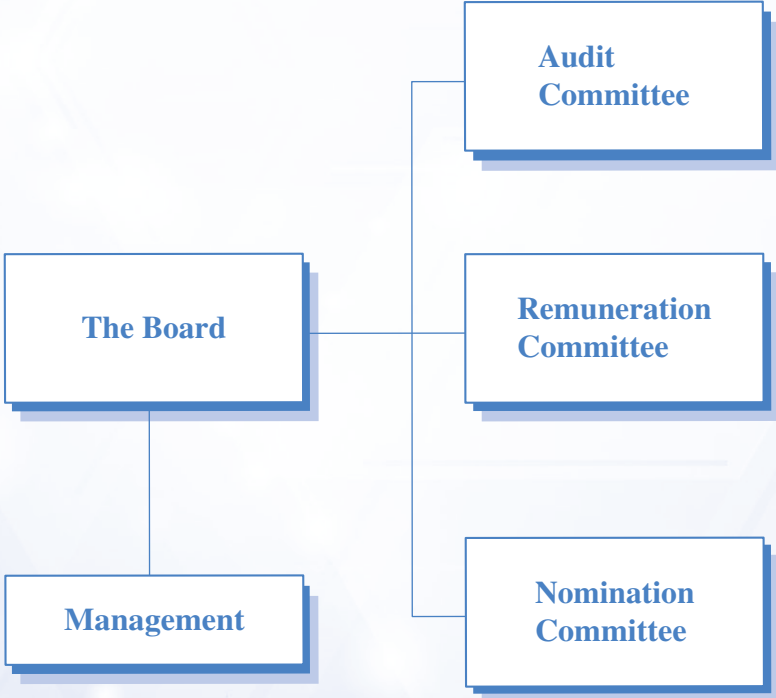 Audit
Committee
The Board
Remuneration
Committee
Management
Nomination
Committee